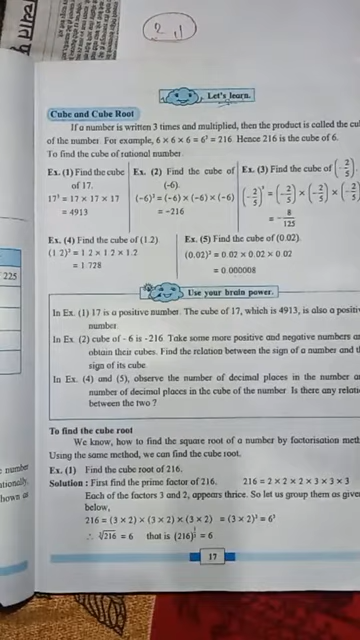 2 11
Let's learn.
Cube and Cube Root
If a number is written 3 times and multiplied, then the product is called the
of the number. For example, 6 × 6 × 6 = 6³ = 216. Hence 216 is the cube of 6.
To find the cube of rational number.
Ex. (1) Find the cube
of 17.
17³ = 17 × 17 × 17
= 4913
Ex. (2) Find the cube of
(-6).
(-6)³ = (-6) × (-6) × (-6)
= -216
Ex. (3) Find the cube of (-2/5).
(-2/5)³ = (-2/5) × (-2/5) × (-2/5
= -8/125
Ex. (4) Find the cube of (1.2)
(1 2)³ = 1 2 × 1 2 × 1.2
= 1 728
Ex. (5) Find the cube of (0.02).
(0.02)³ = 0.02 × 0.02 × 0.02
= 0.000008
225
Use your brain power.
In Ex. (1) 17 is a positive number. The cube of 17, which is 4913, is also a
number.
In Ex. (2) cube of - 6 is -216 Take some more positive and negative numbers
obtain their cubes. Find the relation between the sign of a number and
sign of its cube
In Ex. (4) and (5), observe the number of decimal places in the number
number of decimal places in the cube of the number. Is there any
between the two ?
To find the cube root
We know, how to find the square root of a number by factorisation
Using the same method, we can find the cube root.
Ex. (1) Find the cube root of 216.
Solution : First find the prime factor of 216. 216 = 2 × 2 × 2 × 3 × 3 × 3
Each of the factors 3 and 2, appears thrice. So let us group them as
below,
216 = (3 × 2) × (3 × 2) × (3 × 2) = (3 × 2)³ = 6³
∴ ∛216 = 6 that is (216)^(1/3) = 6
number
hown as
17